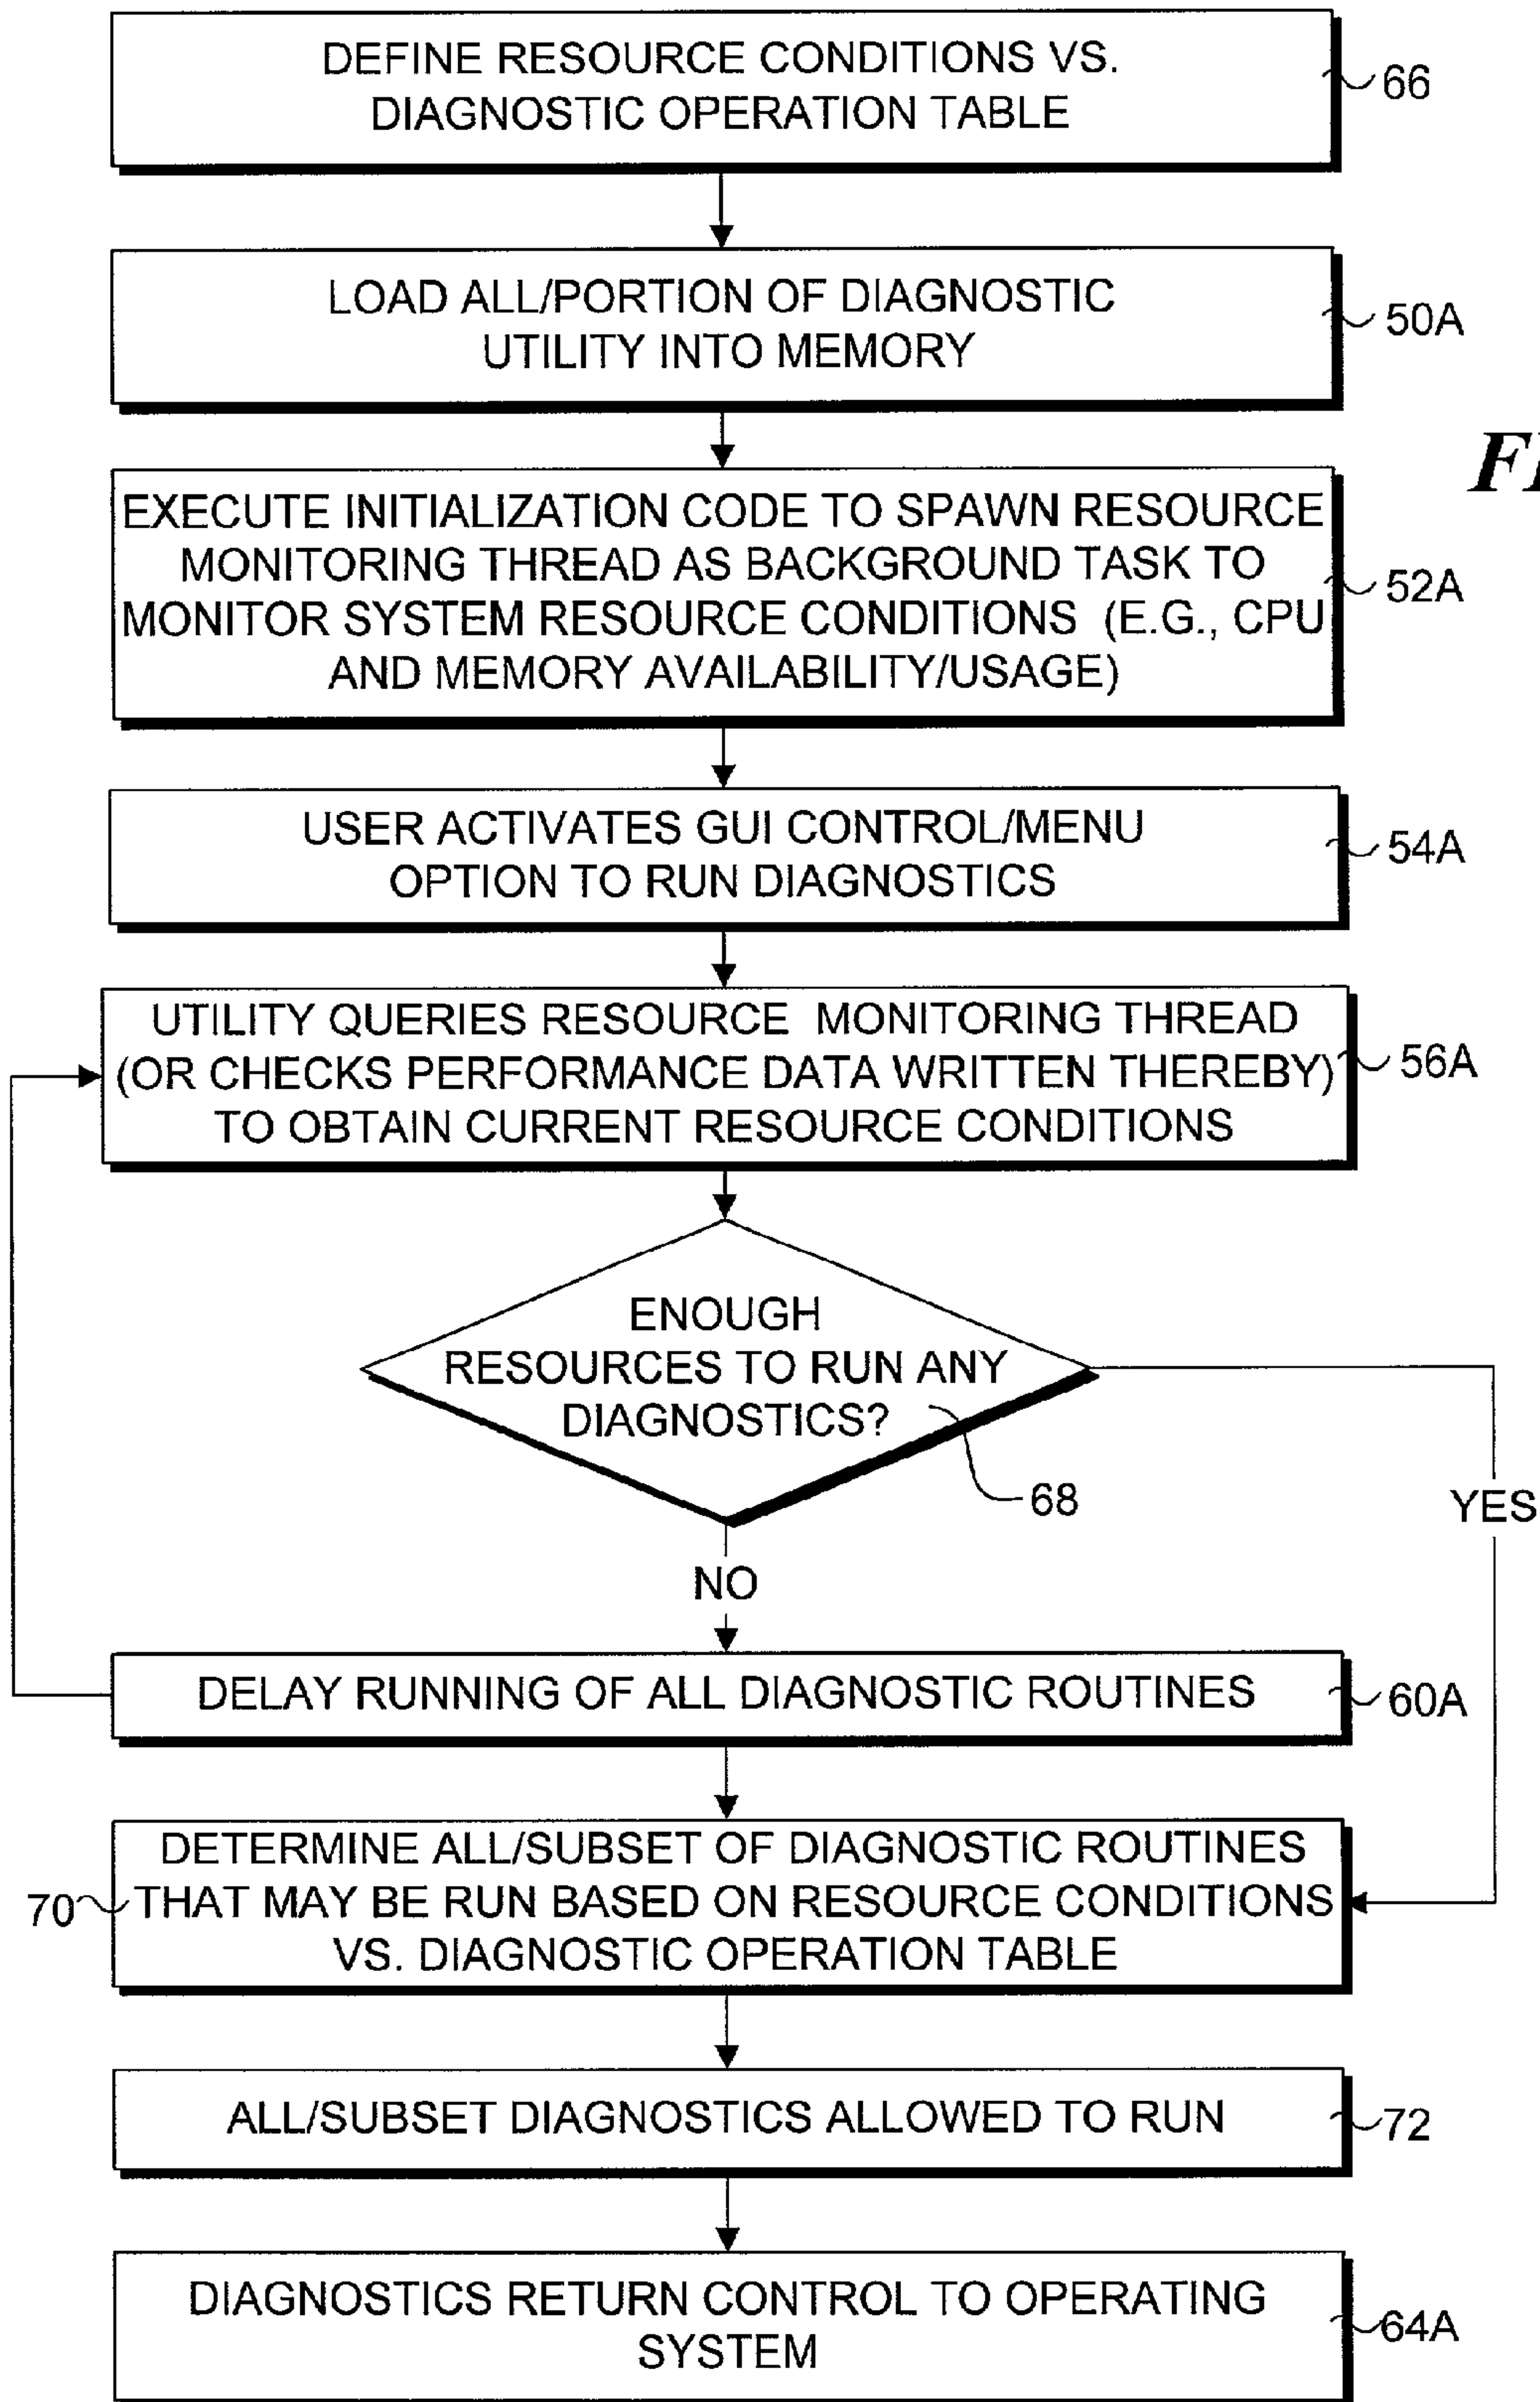 DEFINE RESOURCE CONDITIONS VS.
DIAGNOSTIC OPERATION TABLE
66
LOAD ALL/PORTION OF DIAGNOSTIC
UTILITY INTO MEMORY
50A
EXECUTE INITIALIZATION CODE TO SPAWN RESOURCE
MONITORING THREAD AS BACKGROUND TASK TO
MONITOR SYSTEM RESOURCE CONDITIONS (E.G., CPU
AND MEMORY AVAILABILITY/USAGE)
52A
USER ACTIVATES GUI CONTROL/MENU
OPTION TO RUN DIAGNOSTICS
54A
UTILITY QUERIES RESOURCE MONITORING THREAD
(OR CHECKS PERFORMANCE DATA WRITTEN THEREBY)
TO OBTAIN CURRENT RESOURCE CONDITIONS
56A
ENOUGH
RESOURCES TO RUN ANY
DIAGNOSTICS?
68
YES
NO
DELAY RUNNING OF ALL DIAGNOSTIC ROUTINES
60A
DETERMINE ALL/SUBSET OF DIAGNOSTIC ROUTINES
THAT MAY BE RUN BASED ON RESOURCE CONDITIONS
VS. DIAGNOSTIC OPERATION TABLE
70
ALL/SUBSET DIAGNOSTICS ALLOWED TO RUN
72
DIAGNOSTICS RETURN CONTROL TO OPERATING
SYSTEM
64A